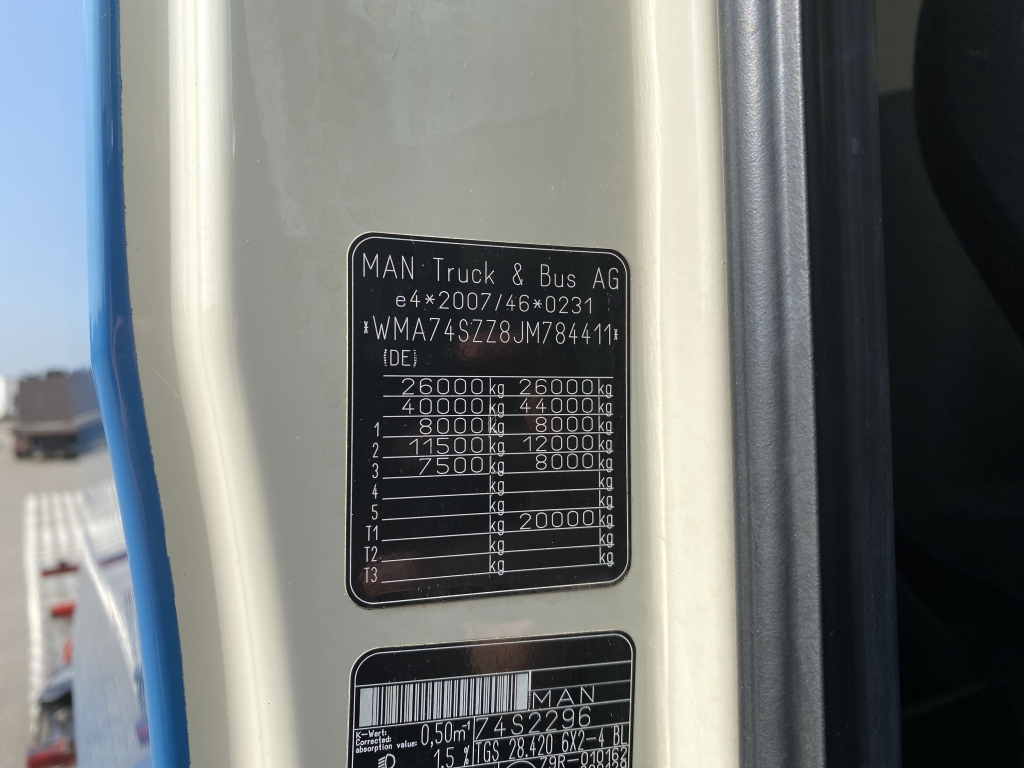 MAN Truck & Bus AG
e4*2007/46*0231
*WMA74SZZ8JM784411*
(DE)
26000 kg 26000 kg
40000 kg 44000 kg
1 8000 kg 8000 kg
2 11500 kg 12000 kg
3 7500 kg 8000 kg
4 kg kg
5 kg kg
T1 kg 20000 kg
T2 kg kg
T3 kg kg
MAN
K-Wert:
Corrected
absorption value: 0,50m⁻¹ 74S2296
1.5 % TGS 28.420 6X2-4 BL
79R-010162